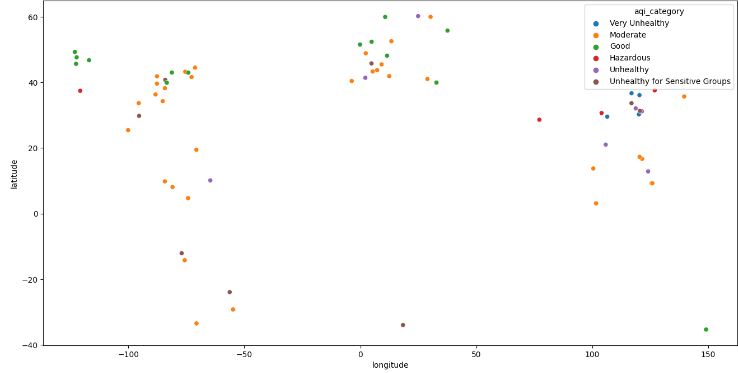 aqi_category
Very Unhealthy
Moderate
Good
Hazardous
Unhealthy
Unhealthy for Sensitive Groups
60
40
20
0
−20
−40
latitude
−100
−50
0
50
100
150
longitude